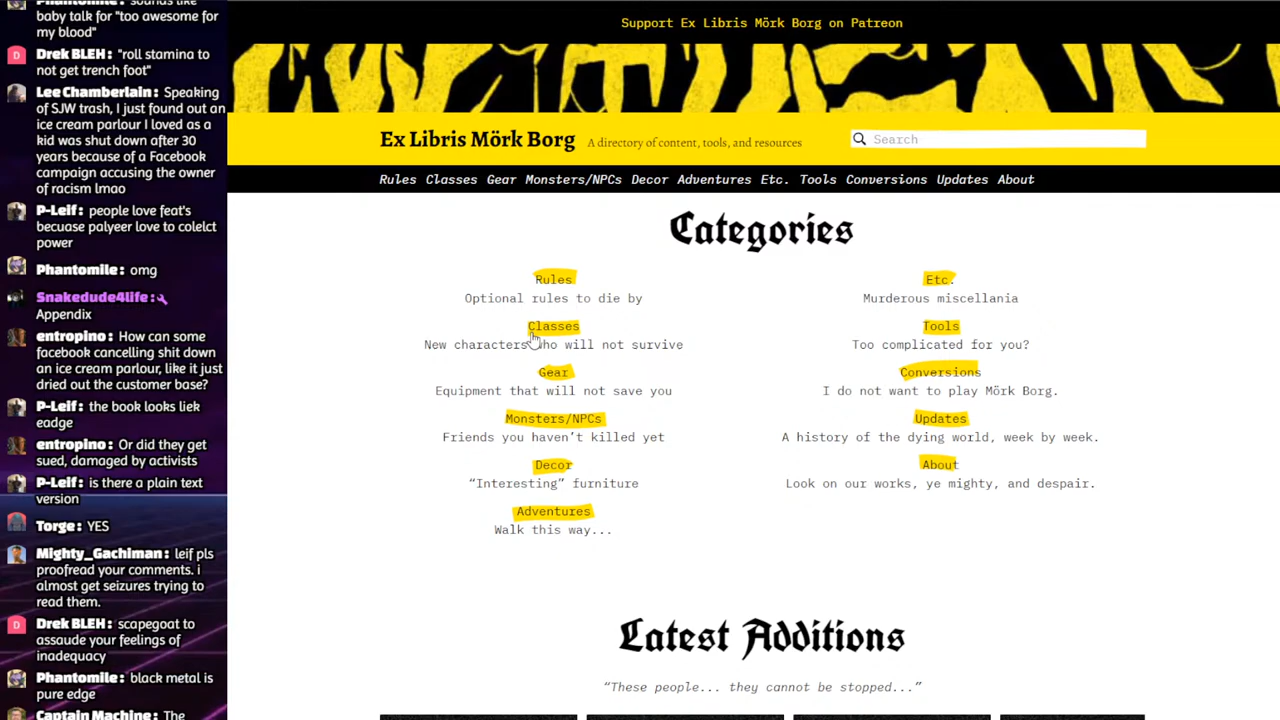 baby talk for "too awesome for
my blood"
Drek BLEH: "roll stamina to
not get trench foot"
Lee Chamberlain: Speaking
of SJW trash, I just found out an
ice cream parlour I loved as a
kid was shut down after 30
years because of a Facebook
campaign accusing the owner
of racism lmao
P-Leif: people love feat's
becuase palyeer love to colelct
power
Phantomile: omg
Snakedude4life:
Appendix
entropino: How can some
facebook cancelling shit down
an ice cream parlour, like it just
dried out the customer base?
P-Leif: the book looks liek
eadge
entropino: Or did they get
sued, damaged by activists
P-Leif: is there a plain text
version
Torge: YES
Mighty_Gachiman: leif pls
proofread your comments. i
almost get seizures trying to
read them.
Drek BLEH: scapegoat to
assaude your feelings of
inadequacy
Phantomile: black metal is
pure edge
Captain Machine: The
Support Ex Libris Mörk Borg on Patreon
Ex Libris Mörk Borg A directory of content, tools, and resources
Search
Rules Classes Gear Monsters/NPCs Decor Adventures Etc. Tools Conversions Updates About
Categories
Rules
Optional rules to die by
Classes
New characters who will not survive
Gear
Equipment that will not save you
Monsters/NPCs
Friends you haven't killed yet
Decor
"Interesting" furniture
Adventures
Walk this way...
Etc.
Murderous miscellania
Tools
Too complicated for you?
Conversions
I do not want to play Mörk Borg.
Updates
A history of the dying world, week by week.
About
Look on our works, ye mighty, and despair.
Latest Additions
"These people... they cannot be stopped..."